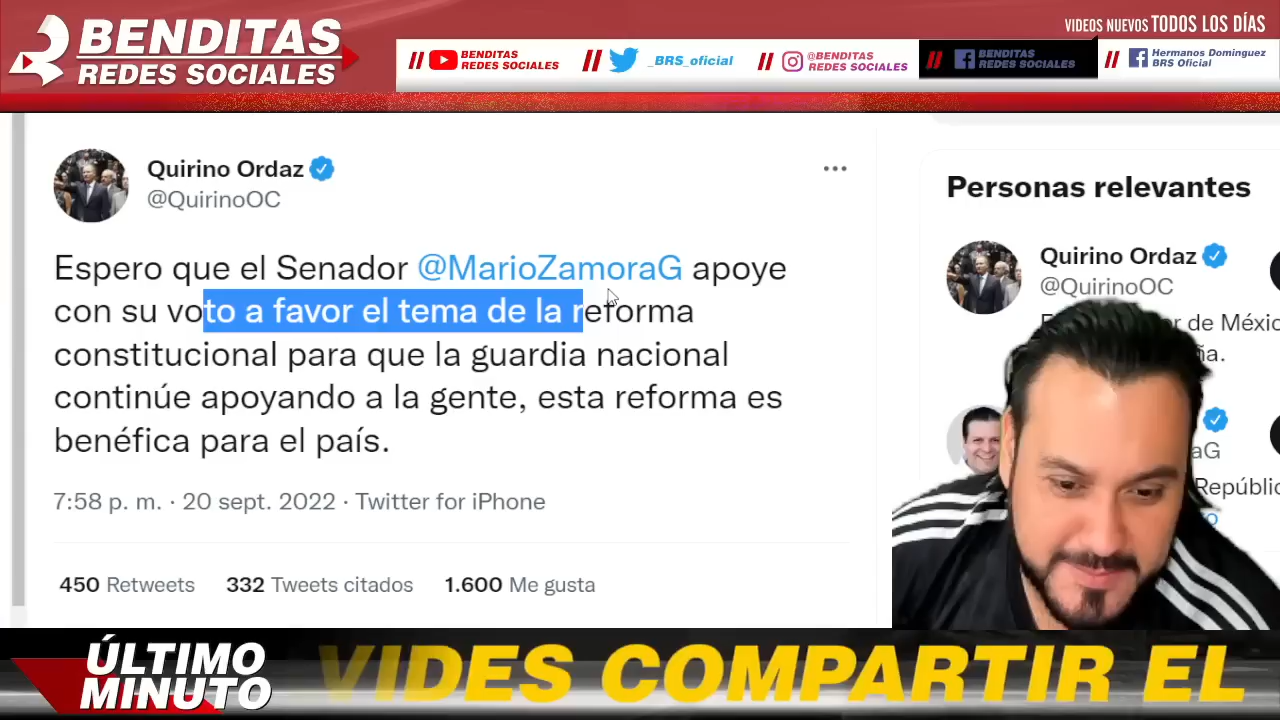 BENDITAS
REDES SOCIALES
VIDEOS NUEVOS TODOS LOS DÍAS
// BENDITAS
REDES SOCIALES
// _BRS_oficial
// @BENDITAS
REDES SOCIALES
// BENDITAS
REDES SOCIALES
// Hermanos Dominguez
BRS Oficial
Quirino Ordaz
@QuirinoOC
Espero que el Senador @MarioZamoraG apoye
con su voto a favor el tema de la reforma
constitucional para que la guardia nacional
continúe apoyando a la gente, esta reforma es
benéfica para el país.
7:58 p. m. · 20 sept. 2022 · Twitter for iPhone
450 Retweets 332 Tweets citados 1.600 Me gusta
Personas relevantes
Quirino Ordaz
@QuirinoOC
de Méxic
aG
Repúblic
ÚLTIMO
MINUTO
VIDES COMPARTIR EL